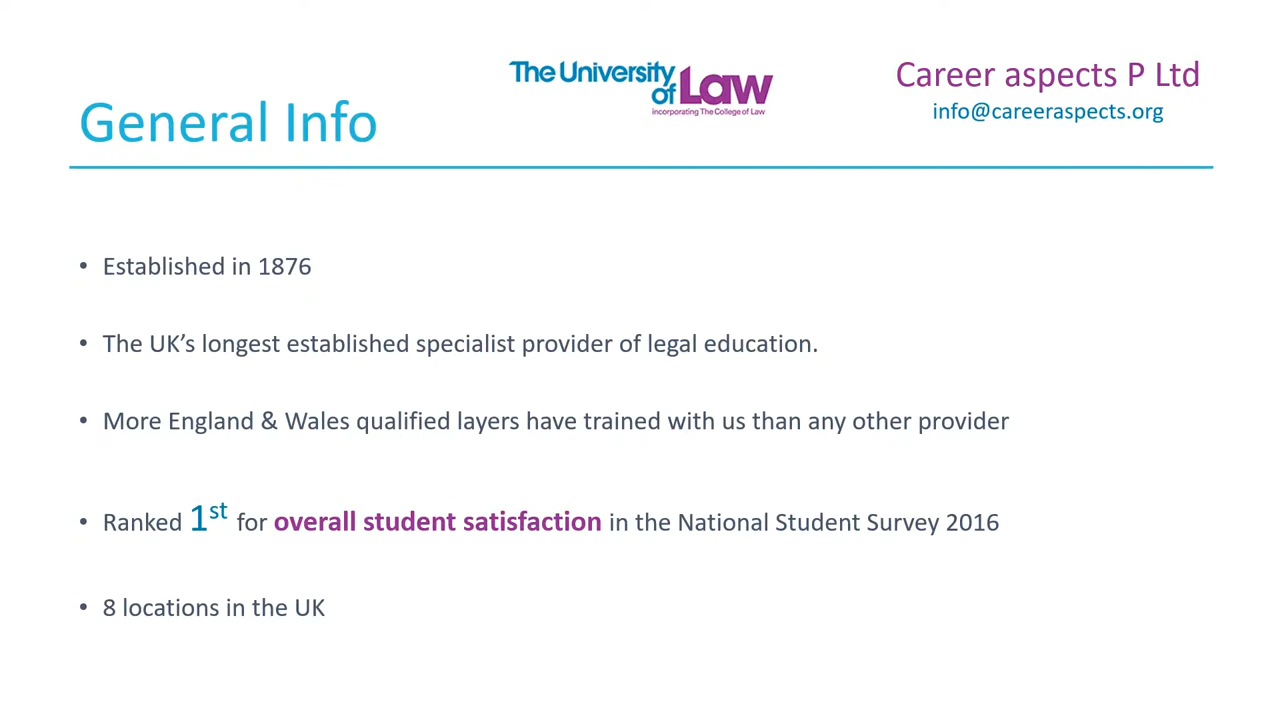 The University
of Law
incorporating The College of Law
Career aspects P Ltd
info@careeraspects.org
General Info
• Established in 1876
• The UK’s longest established specialist provider of legal education.
• More England & Wales qualified layers have trained with us than any other provider
• Ranked 1st for overall student satisfaction in the National Student Survey 2016
• 8 locations in the UK